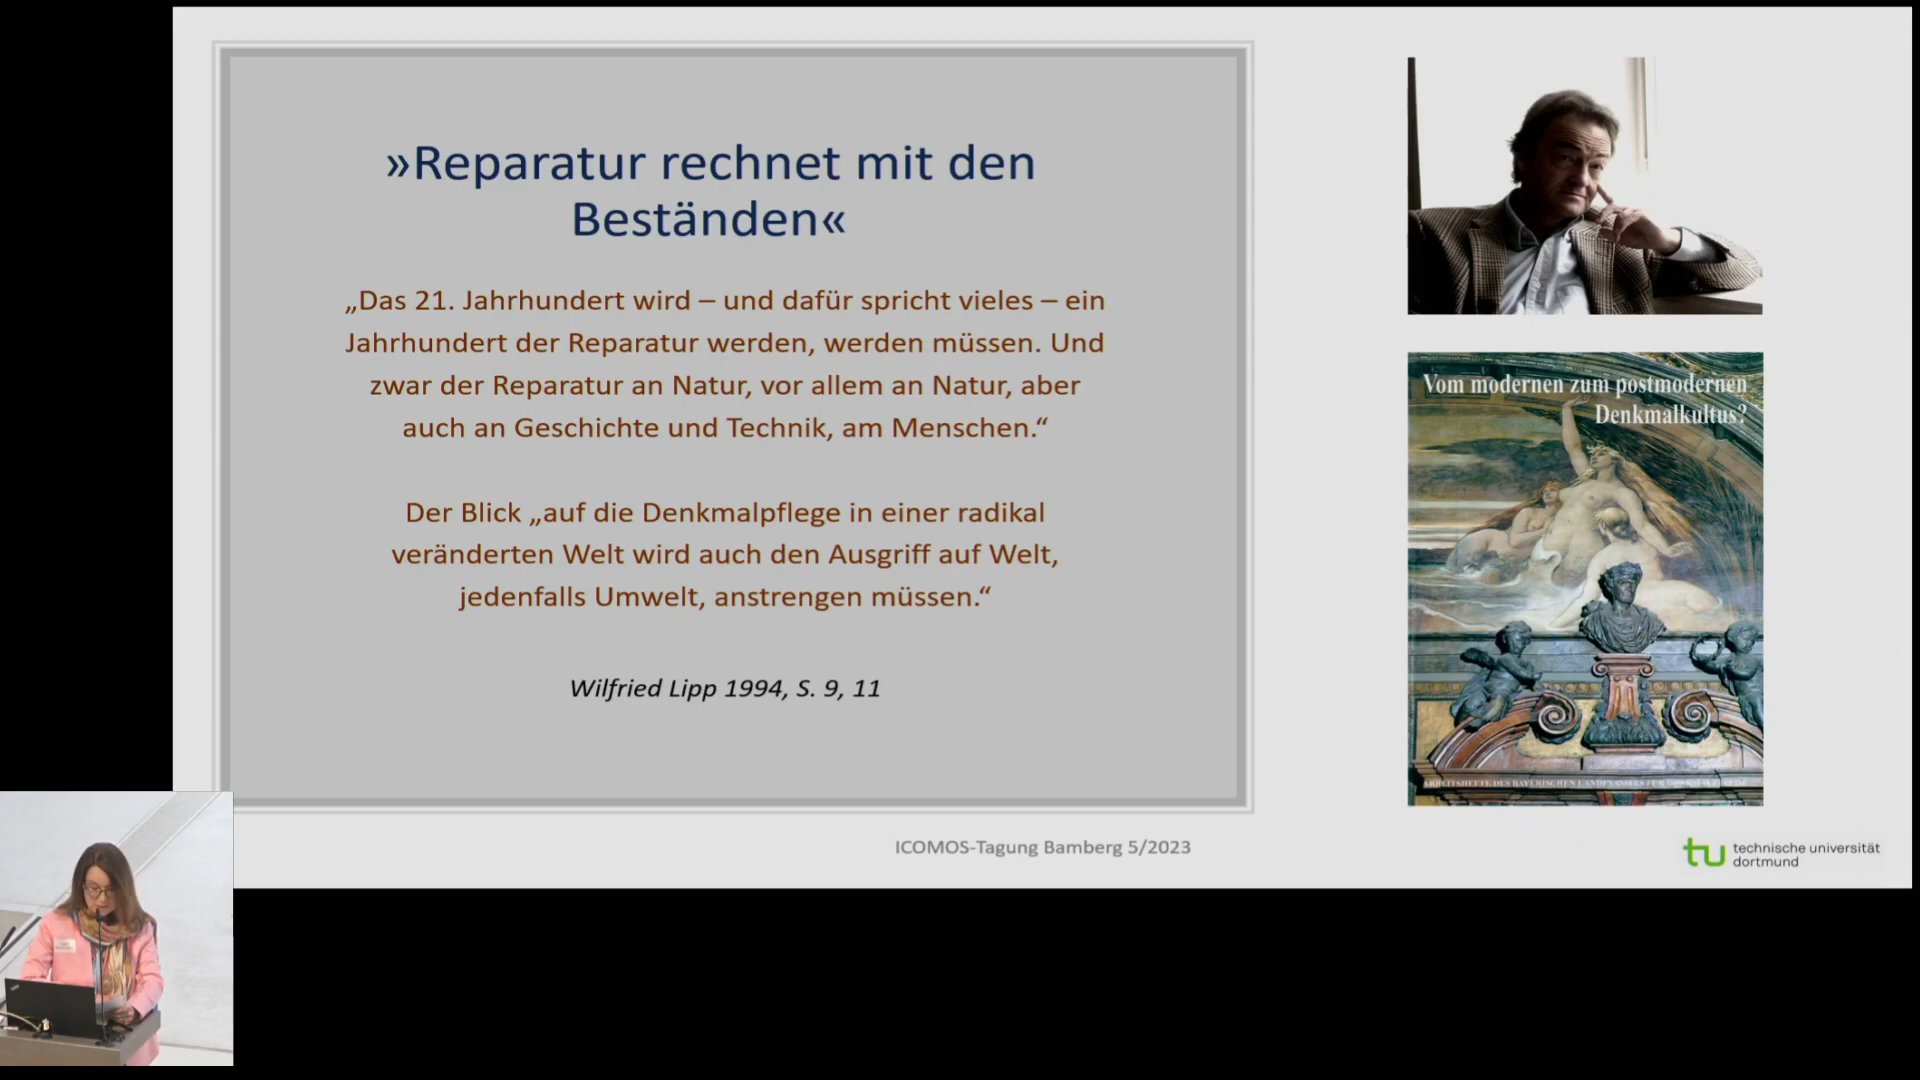 »Reparatur rechnet mit den
Beständen«
„Das 21. Jahrhundert wird – und dafür spricht vieles – ein
Jahrhundert der Reparatur werden, werden müssen. Und
zwar der Reparatur an Natur, vor allem an Natur, aber
auch an Geschichte und Technik, am Menschen.“
Der Blick „auf die Denkmalpflege in einer radikal
veränderten Welt wird auch den Ausgriff auf Welt,
jedenfalls Umwelt, anstrengen müssen.“
Wilfried Lipp 1994, S. 9, 11
Vom modernen zum postmodernen
Denkmalkultus?
ARBEITSHEFTE DES BAYERISCHEN LANDESAMTES
ICOMOS-Tagung Bamberg 5/2023
tu technische universität
dortmund